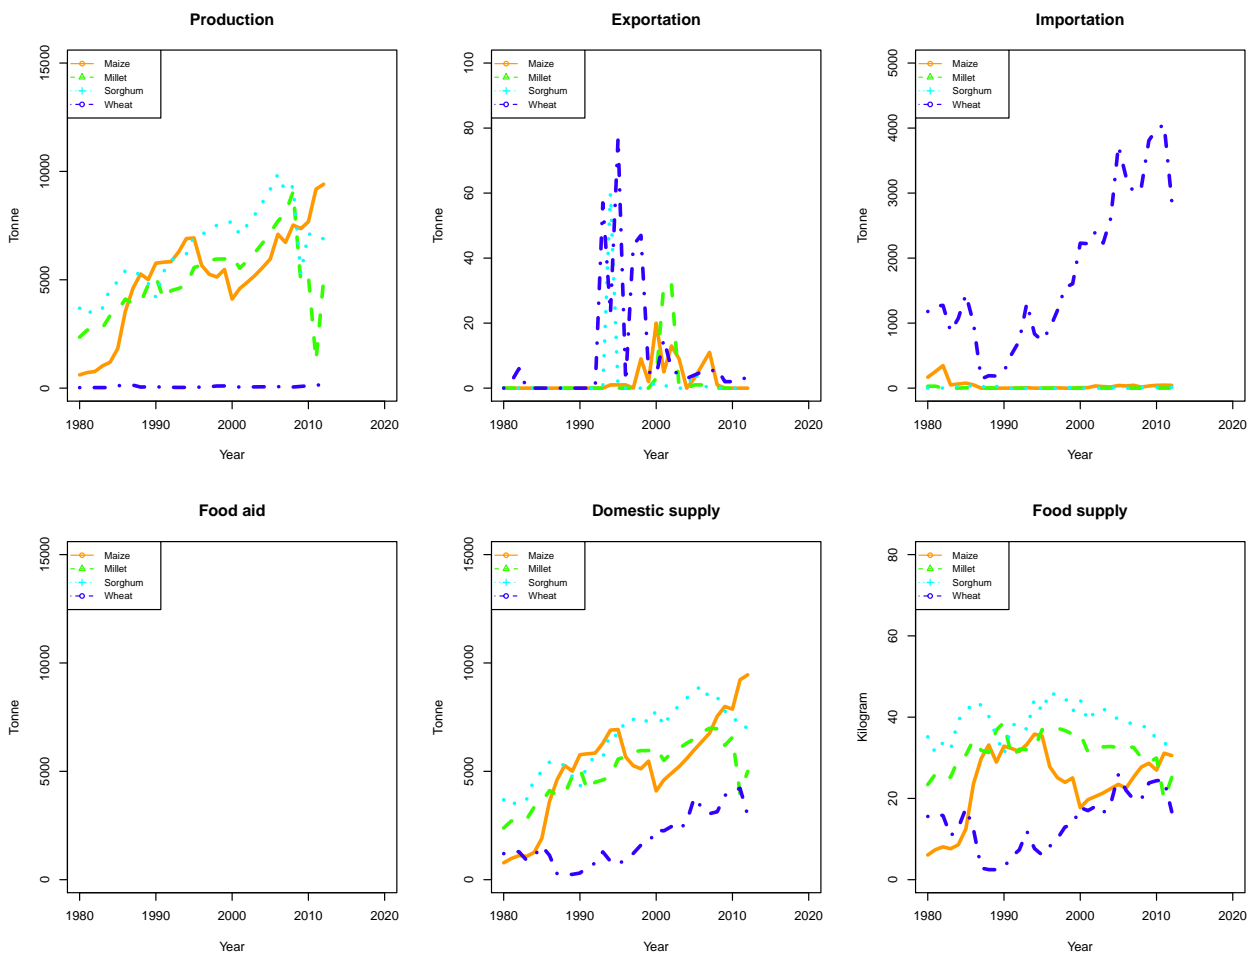 Production
Tonne
15000
10000
5000
0
Maize
Millet
Sorghum
Wheat
1980 1990 2000 2010 2020
Year
Exportation
Tonne
100
80
60
40
20
0
Maize
Millet
Sorghum
Wheat
1980 1990 2000 2010 2020
Year
Importation
Tonne
5000
4000
3000
2000
1000
0
Maize
Millet
Sorghum
Wheat
1980 1990 2000 2010 2020
Year
Food aid
Tonne
15000
10000
5000
0
Maize
Millet
Sorghum
Wheat
1980 1990 2000 2010 2020
Year
Domestic supply
Tonne
15000
10000
5000
0
Maize
Millet
Sorghum
Wheat
1980 1990 2000 2010 2020
Year
Food supply
Kilogram
80
60
40
20
0
Maize
Millet
Sorghum
Wheat
1980 1990 2000 2010 2020
Year